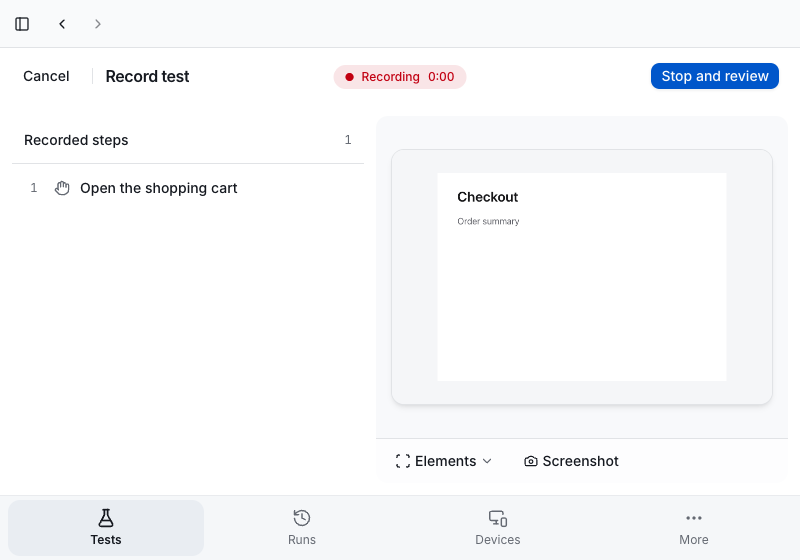 Cancel
Record test
Recording 0:00
Stop and review
Recorded steps
1
1
Open the shopping cart
Checkout
Order summary
Elements
Screenshot
Tests
Runs
Devices
More